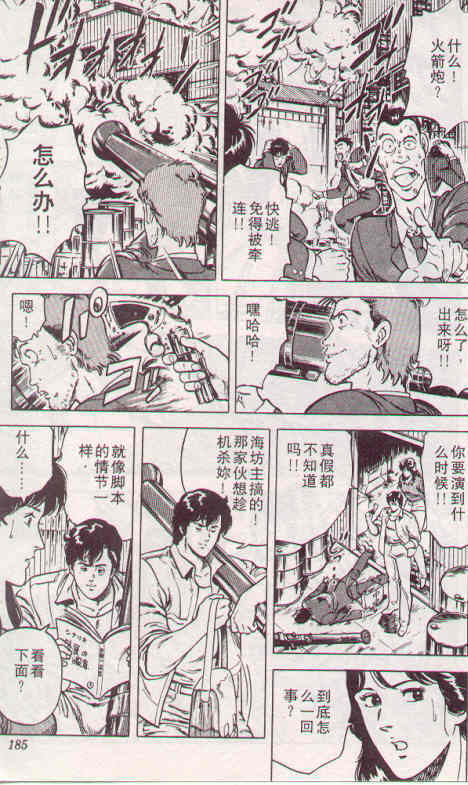 什么！
火箭炮？
快逃！
免得被牵
连！！
怎么办！！
怎么了，
出来呀！！
嘿哈哈！
嗯！
你要演到什
么时候！！
真假都
不知道
吗！！
海坊主搞的！
那家伙想趁
机杀妳！
就像脚本
的情节一
样．
什么……
看看
下面？
到底怎
么一回
事？
185